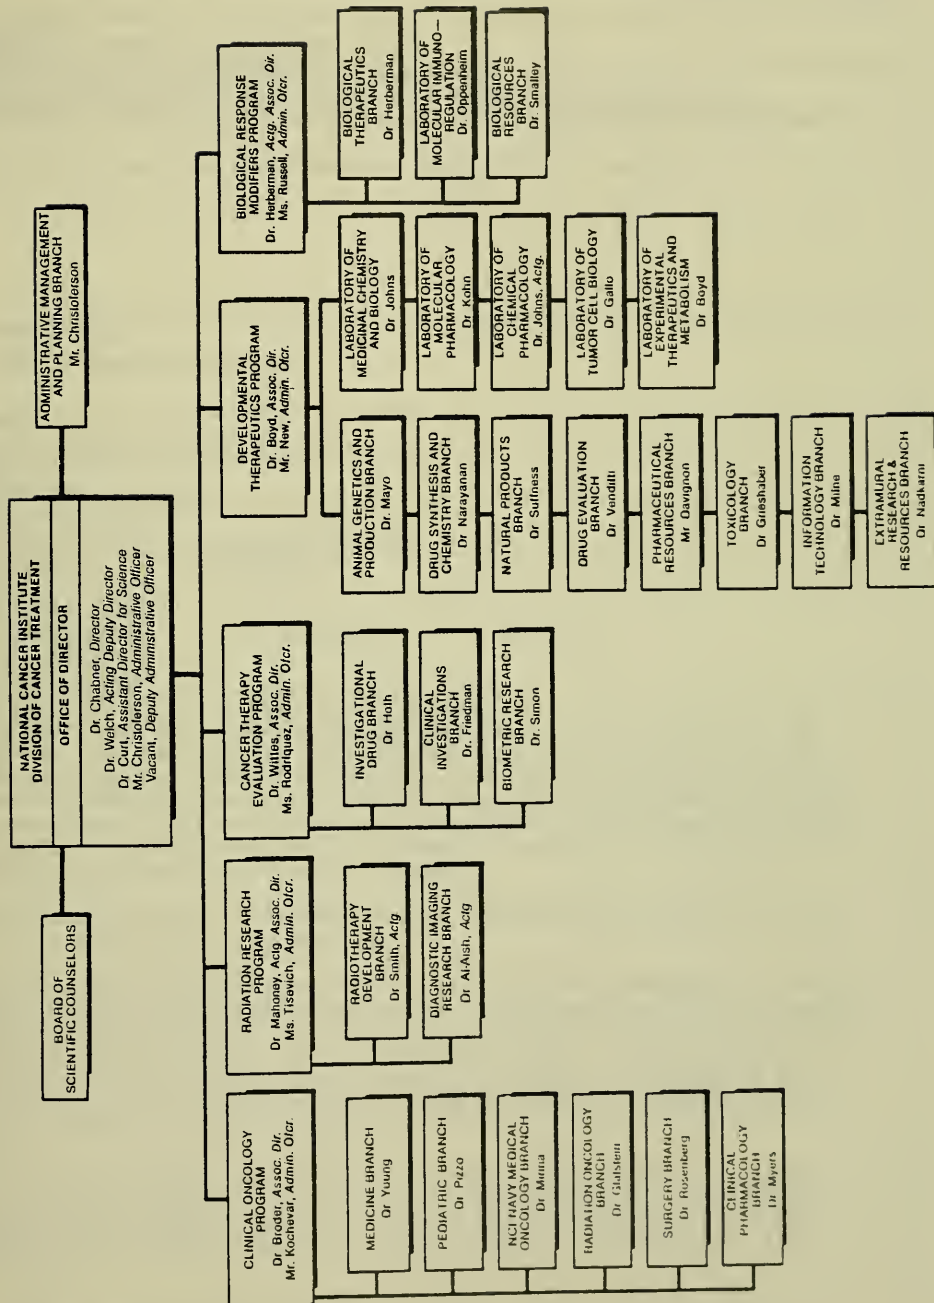 NATIONAL CANCER INSTITUTE
DIVISION OF CANCER TREATMENT
OFFICE OF DIRECTOR
Dr. Chabner, Director
Dr. Welch, Acting Deputy Director
Dr Curt, Assistant Director for Science
Mr. Christoferson, Administrative Officer
Vacant, Deputy Administrative Officer
BOARD OF
SCIENTIFIC COUNSELORS
ADMINISTRATIVE MANAGEMENT
AND PLANNING BRANCH
Mr. Christoferson
CLINICAL ONCOLOGY
PROGRAM
Dr Broder, Assoc. Dir.
Mr. Kochevar, Admin. Ofcr.
MEDICINE BRANCH
Dr Young
PEDIATRIC BRANCH
Dr Pizzo
NCI NAVY MEDICAL
ONCOLOGY BRANCH
Dr Minna
RADIATION ONCOLOGY
BRANCH
Dr Glatstein
SURGERY BRANCH
Dr Rosenberg
CLINICAL
PHARMACOLOGY
BRANCH
Dr Myers
RADIATION RESEARCH
PROGRAM
Dr Mahoney, Actg Assoc. Dir.
Ms. Tisevich, Admin. Ofcr.
RADIOTHERAPY
DEVELOPMENT
BRANCH
Dr Smith, Actg
DIAGNOSTIC IMAGING
RESEARCH BRANCH
Dr Al-Aish, Actg
CANCER THERAPY
EVALUATION PROGRAM
Dr. Wittes, Assoc. Dir.
Ms. Rodriquez, Admin. Ofcr.
INVESTIGATIONAL
DRUG BRANCH
Dr Hoth
CLINICAL
INVESTIGATIONS
BRANCH
Dr. Friedman
BIOMETRIC RESEARCH
BRANCH
Dr. Simon
DEVELOPMENTAL
THERAPEUTICS PROGRAM
Dr. Boyd, Assoc. Dir.
Mr. New, Admin. Ofcr.
ANIMAL GENETICS AND
PRODUCTION BRANCH
Dr. Mayo
DRUG SYNTHESIS AND
CHEMISTRY BRANCH
Dr Narayanan
NATURAL PRODUCTS
BRANCH
Dr Suffness
DRUG EVALUATION
BRANCH
Dr Venditti
PHARMACEUTICAL
RESOURCES BRANCH
Mr Davignon
TOXICOLOGY
BRANCH
Dr Grieshaber
INFORMATION
TECHNOLOGY BRANCH
Dr Milne
EXTRAMURAL
RESEARCH &
RESOURCES BRANCH
Dr Nadkarni
LABORATORY OF
MEDICINAL CHEMISTRY
AND BIOLOGY
Dr Johns
LABORATORY OF
MOLECULAR
PHARMACOLOGY
Dr Kohn
LABORATORY OF
CHEMICAL
PHARMACOLOGY
Dr. Johns, Actg.
LABORATORY OF
TUMOR CELL BIOLOGY
Dr Gallo
LABORATORY OF
EXPERIMENTAL
THERAPEUTICS AND
METABOLISM
Dr Boyd
BIOLOGICAL RESPONSE
MODIFIERS PROGRAM
Dr. Herberman, Actg. Assoc. Dir.
Ms. Russell, Admin. Ofcr.
BIOLOGICAL
THERAPEUTICS
BRANCH
Dr Herberman
LABORATORY OF
MOLECULAR IMMUNO—
REGULATION
Dr. Oppenheim
BIOLOGICAL
RESOURCES
BRANCH
Dr. Smalley